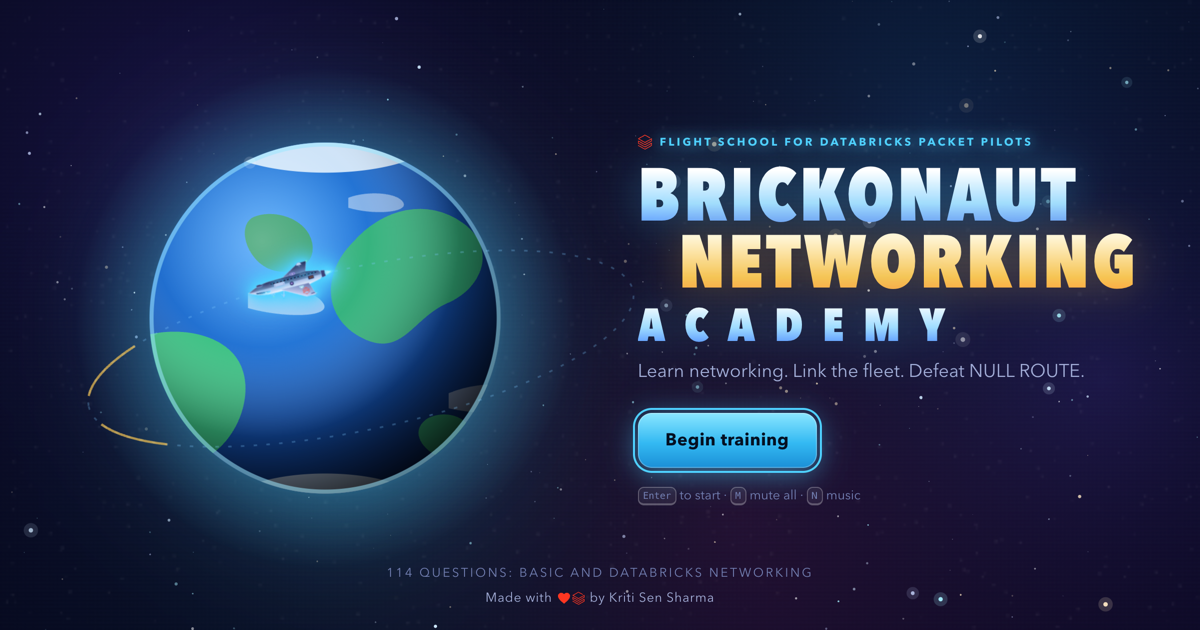 FLIGHT SCHOOL FOR DATABRICKS PACKET PILOTS
BRICKONAUT
NETWORKING
ACADEMY
Learn networking. Link the fleet. Defeat NULL ROUTE.
Begin training
Enter to start · M mute all · N music
114 QUESTIONS: BASIC AND DATABRICKS NETWORKING
Made with ❤️ by Kriti Sen Sharma